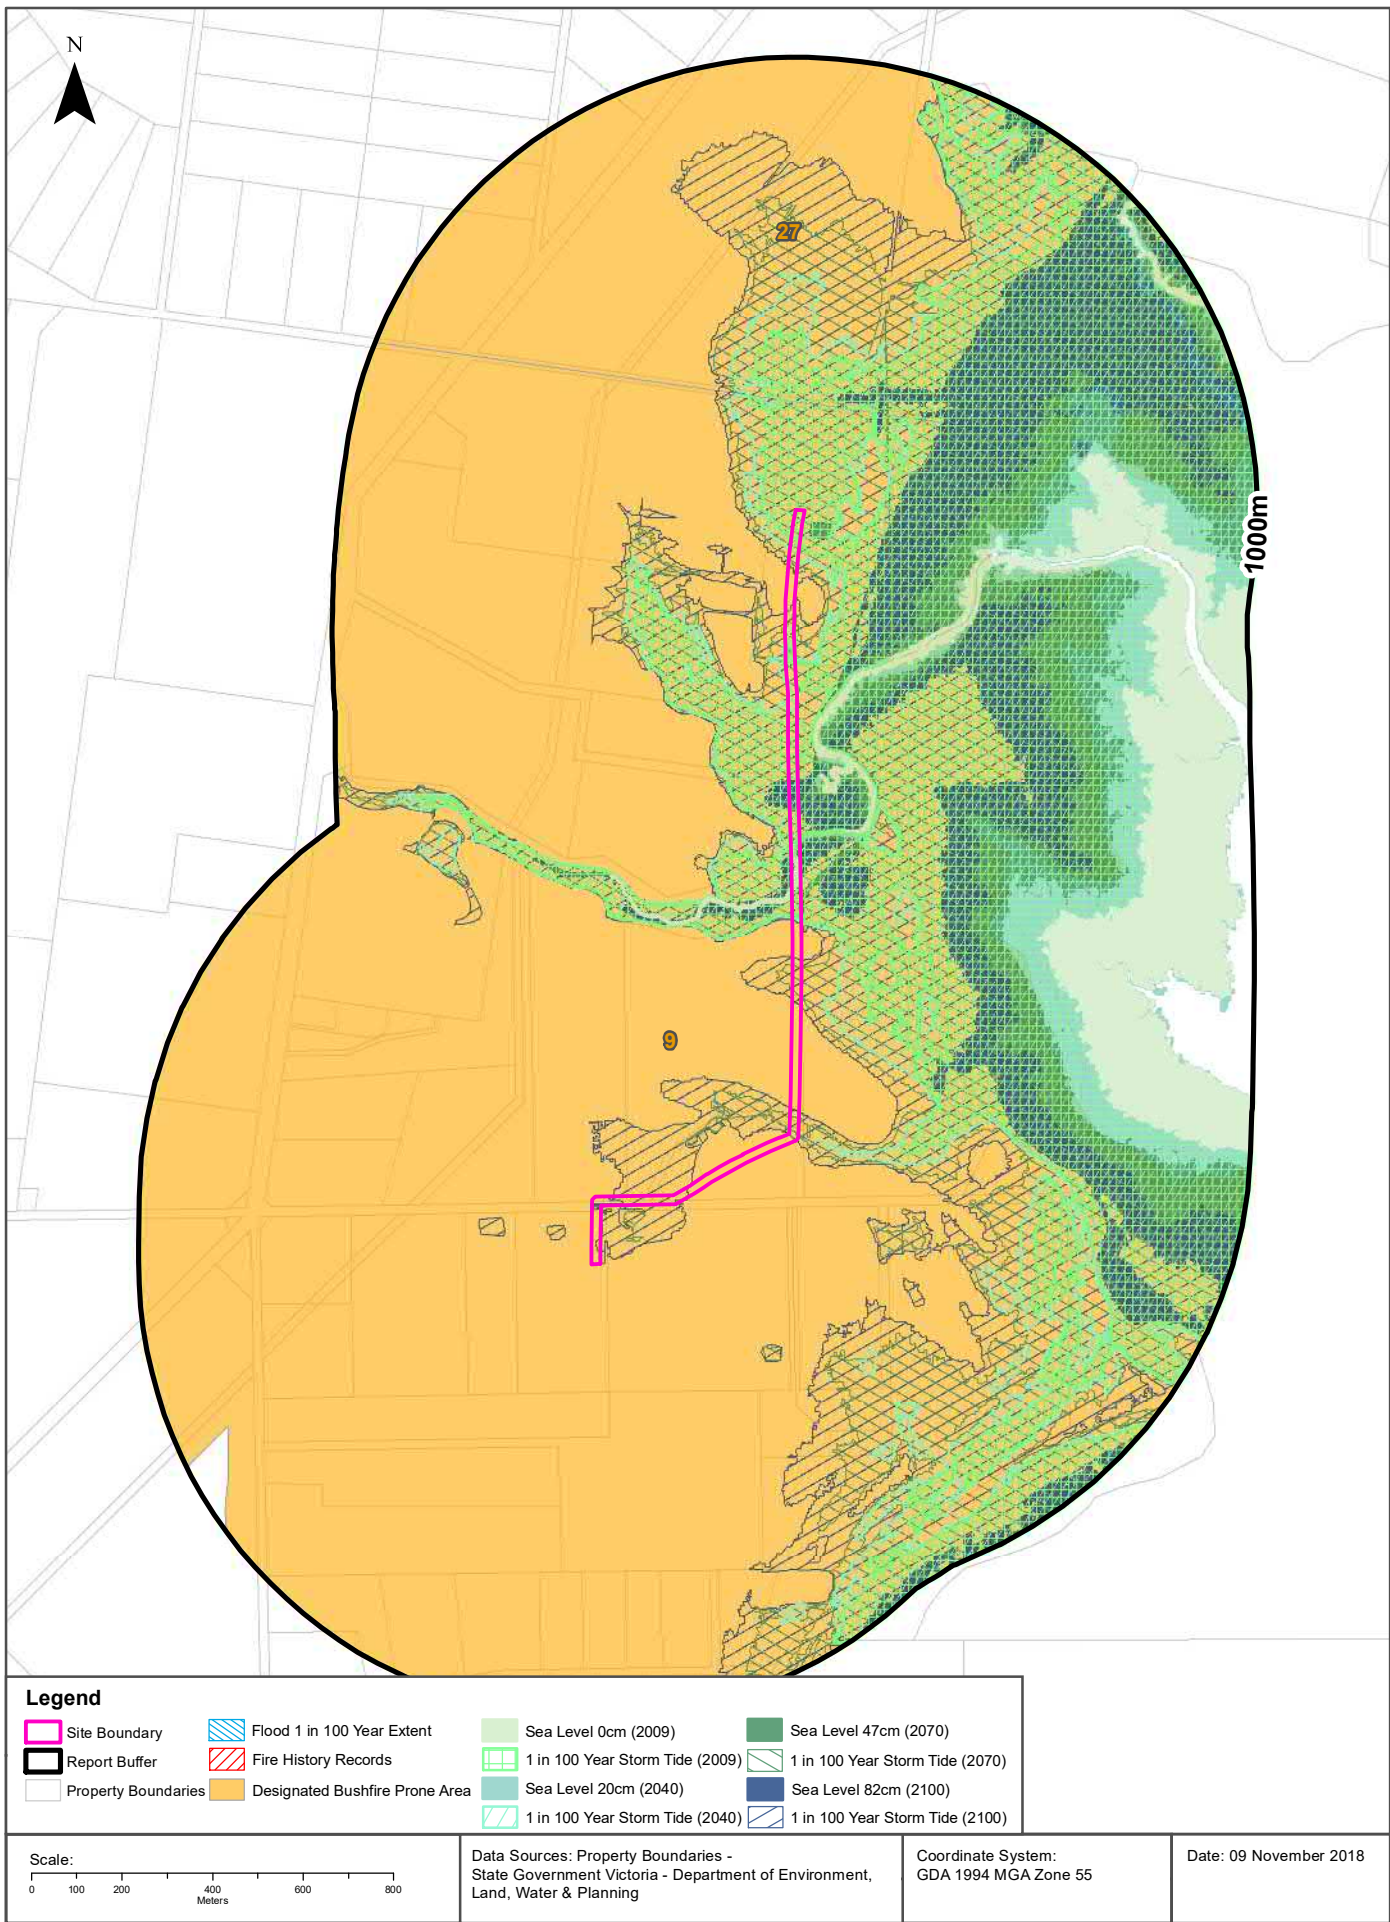 N
27
1000m
9
Legend
Site Boundary
Report Buffer
Property Boundaries
Flood 1 in 100 Year Extent
Fire History Records
Designated Bushfire Prone Area
Sea Level 0cm (2009)
1 in 100 Year Storm Tide (2009)
Sea Level 20cm (2040)
1 in 100 Year Storm Tide (2040)
Sea Level 47cm (2070)
1 in 100 Year Storm Tide (2070)
Sea Level 82cm (2100)
1 in 100 Year Storm Tide (2100)
Scale:
0 100 200 400 600 800
Meters
Data Sources: Property Boundaries -
State Government Victoria - Department of Environment,
Land, Water & Planning
Coordinate System:
GDA 1994 MGA Zone 55
Date: 09 November 2018